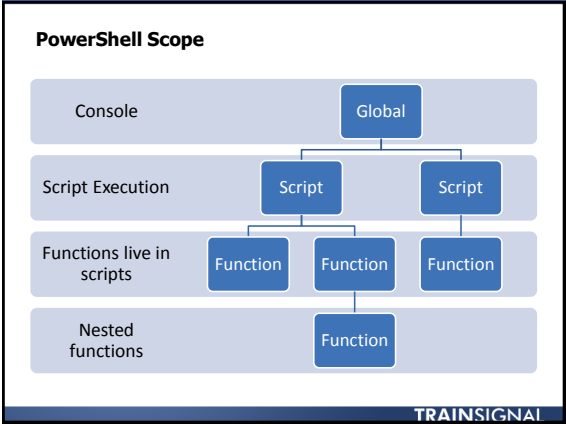 PowerShell Scope
Console
Global
Script Execution
Script
Script
Functions live in
scripts
Function
Function
Function
Nested
functions
Function
TRAINSIGNAL